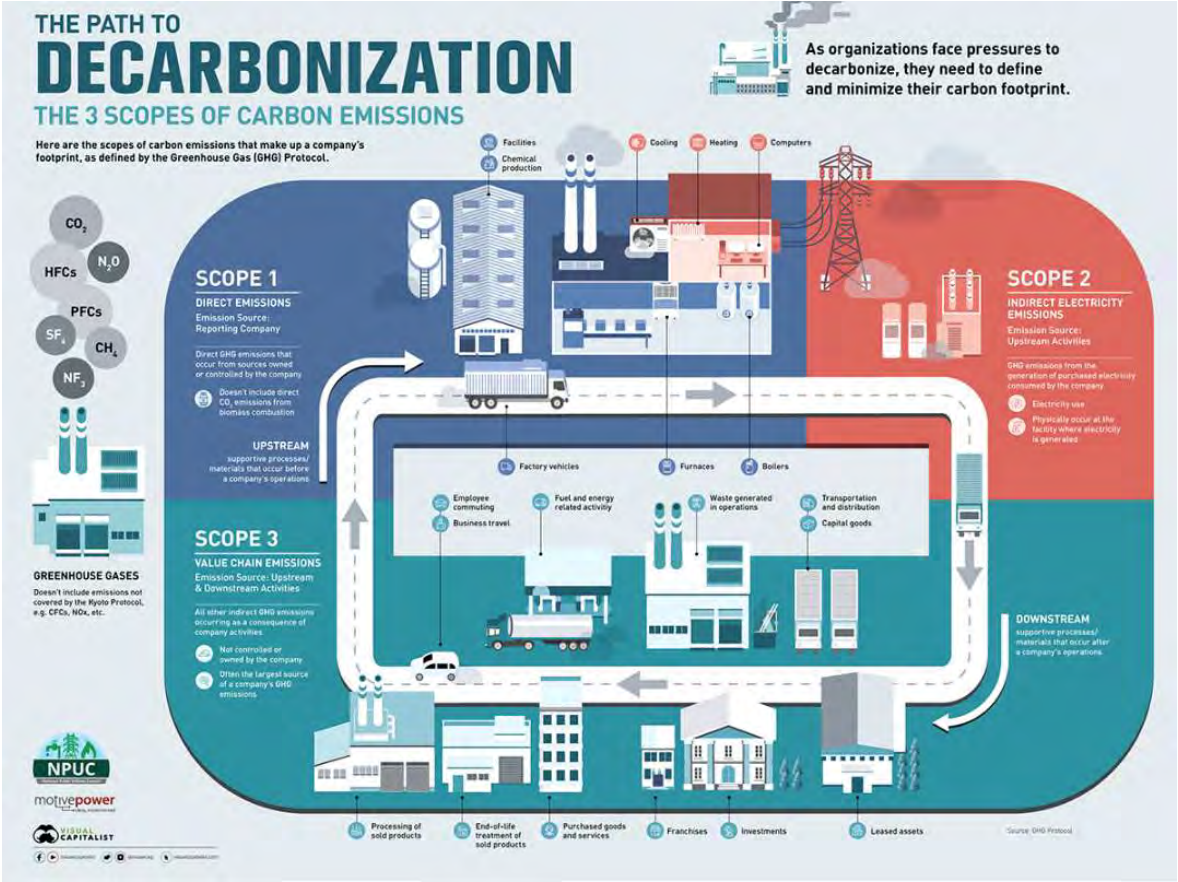 THE PATH TO
DECARBONIZATION
THE 3 SCOPES OF CARBON EMISSIONS
Here are the scopes of carbon emissions that make up a company's
footprint, as defined by the Greenhouse Gas (GHG) Protocol.
As organizations face pressures to
decarbonize, they need to define
and minimize their carbon footprint.
Facilities
Chemical
production
Cooling
Heating
Computers
CO₂
HFCs
N₂O
PFCs
SF₆
CH₄
NF₃
GREENHOUSE GASES
Doesn't include emissions not
covered by the Kyoto Protocol,
e.g. CFCs, NOx, etc.
SCOPE 1
DIRECT EMISSIONS
Emission Source:
Reporting Company
Direct GHG emissions that
occur from sources owned
or controlled by the company
Doesn't include direct
CO₂ emissions from
biomass combustion
UPSTREAM
supportive processes/
materials that occur before
a company's operations
SCOPE 2
INDIRECT ELECTRICITY
EMISSIONS
Emission Source:
Upstream Activities
GHG emissions from the
generation of purchased electricity
consumed by the company
Electricity use
Physically occur at the
facility where electricity
is generated
Factory vehicles
Furnaces
Boilers
Employee
commuting
Business travel
Fuel and energy
related activitiy
Waste generated
in operations
Transportation
and distribution
Capital goods
SCOPE 3
VALUE CHAIN EMISSIONS
Emission Source: Upstream
& Downstream Activities
All other indirect GHG emissions
occurring as a consequence of
company activities
Not controlled or
owned by the company
Often the largest source
of a company's GHG
emissions
DOWNSTREAM
supportive processes/
materials that occur after
a company's operations
Processing of
sold products
End-of-life
treatment of
sold products
Purchased goods
and services
Franchises
Investments
Leased assets
Source: GHG Protocol
NPUC
motivepower
VISUAL
CAPITALIST